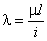 λ = μl / i